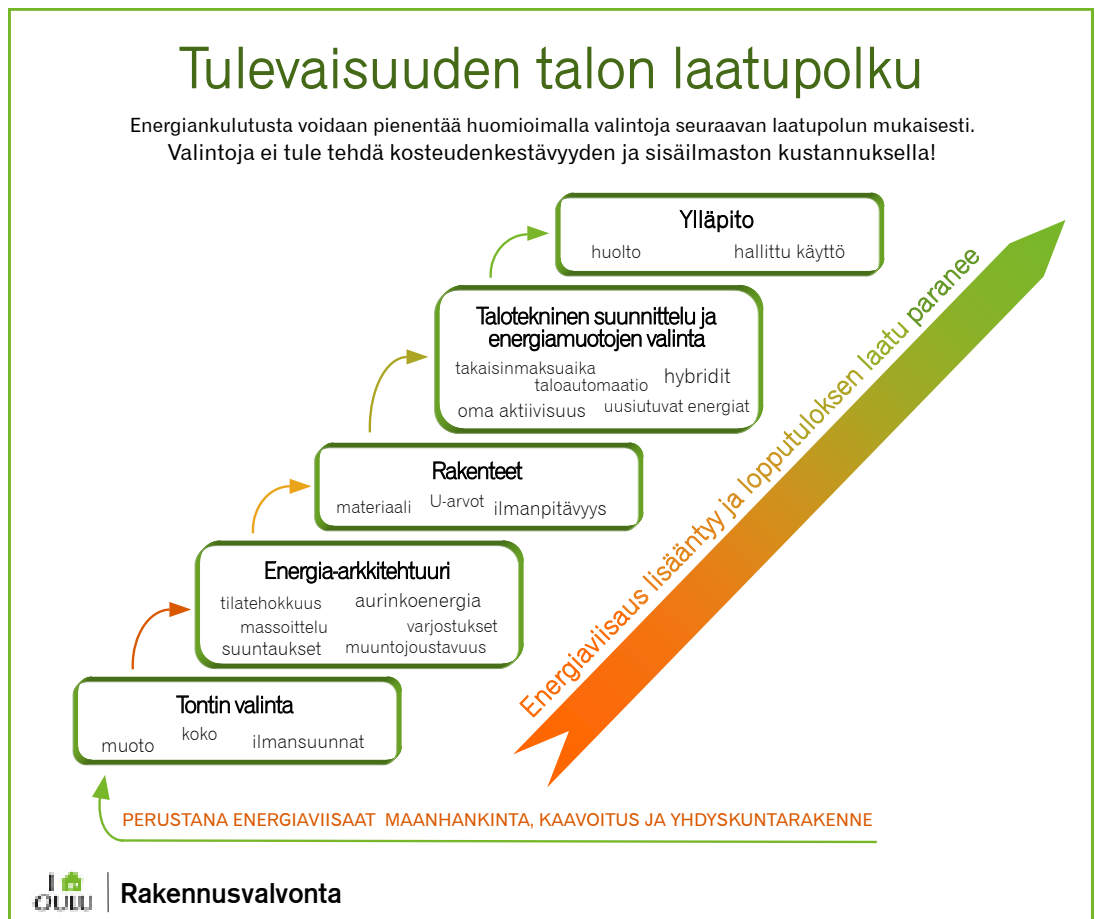 Tulevaisuuden talon laatupolku
Energiankulutusta voidaan pienentää huomioimalla valintoja seuraavan laatupolun mukaisesti.
Valintoja ei tule tehdä kosteudenkestävyyden ja sisäilmaston kustannuksella!
Ylläpito
huolto hallittu käyttö
Talotekninen suunnittelu ja
energiamuotojen valinta
takaisinmaksuaika
taloautomaatio hybridit
oma aktiivisuus uusiutuvat energiat
Rakenteet
materiaali U-arvot ilmanpitävyys
Energia-arkkitehtuuri
tilatehokkuus aurinkoenergia
massoittelu varjostukset
suuntaukset muuntojoustavuus
Tontin valinta
muoto koko ilmansuunnat
Energiaviisaus lisääntyy ja lopputuloksen laatu paranee
PERUSTANA ENERGIAVIISAAT MAANHANKINTA, KAAVOITUS JA YHDYSKUNTARAKENNE
I
OULU
Rakennusvalvonta